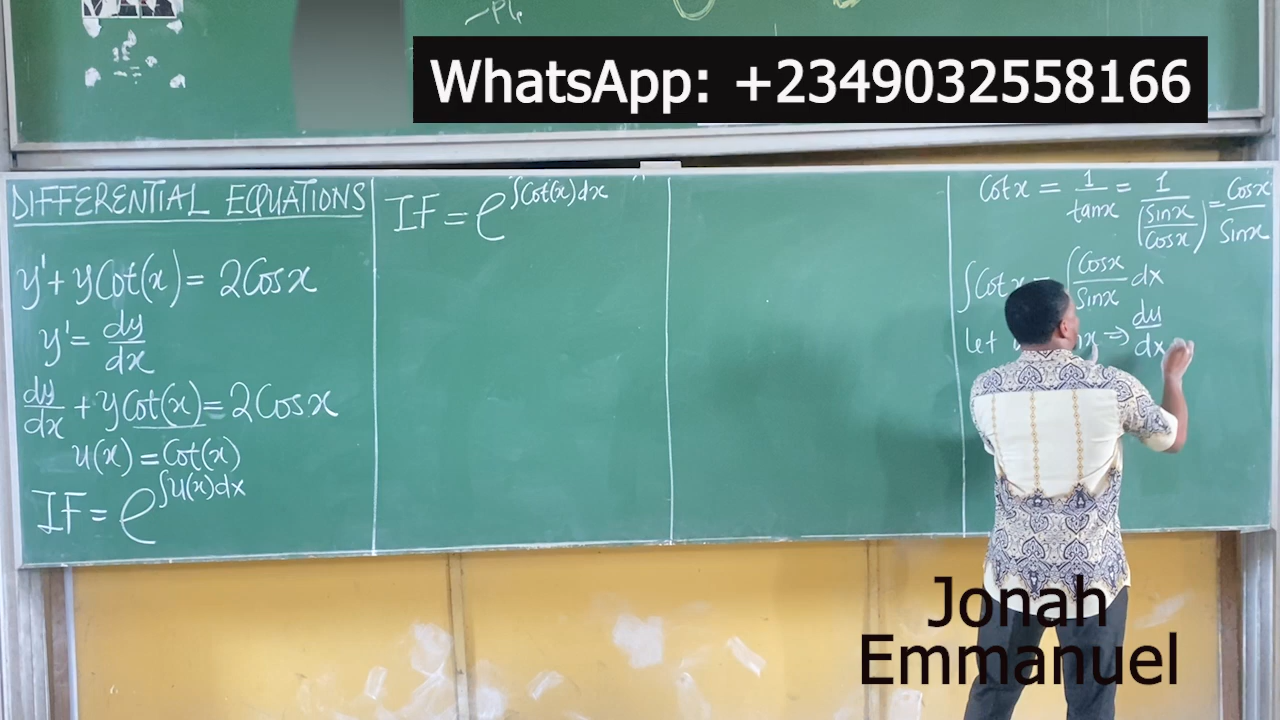 WhatsApp: +2349032558166
DIFFERENTIAL EQUATIONS
y' + yCot(x) = 2Cosx
y' = dy/dx
dy/dx + yCot(x) = 2Cosx
u(x) = Cot(x)
IF = e^∫u(x)dx
IF = e^∫Cot(x)dx
Cotx = 1/tanx = 1/(Sinx/Cosx) = Cosx/Sinx
∫Cotx = ∫Cosx/Sinx dx
let ⇒ du/dx
Jonah
Emmanuel